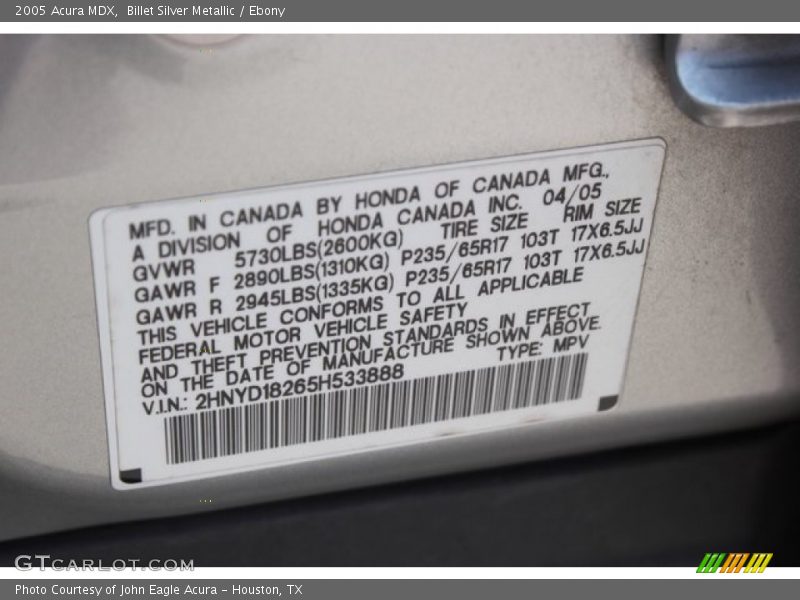 2005 Acura MDX, Billet Silver Metallic / Ebony
MFD. IN CANADA BY HONDA OF CANADA MFG.,
A DIVISION OF HONDA CANADA INC. 04/05
GVWR 5730LBS(2600KG) TIRE SIZE RIM SIZE
GAWR F 2890LBS(1310KG) P235/65R17 103T 17X6.5JJ
GAWR R 2945LBS(1335KG) P235/65R17 103T 17X6.5JJ
THIS VEHICLE CONFORMS TO ALL APPLICABLE
FEDERAL MOTOR VEHICLE SAFETY
AND THEFT PREVENTION STANDARDS IN EFFECT
ON THE DATE OF MANUFACTURE SHOWN ABOVE.
V.I.N.: 2HNYD18265H533888 TYPE: MPV
GTCARLOT.COM
Photo Courtesy of John Eagle Acura - Houston, TX